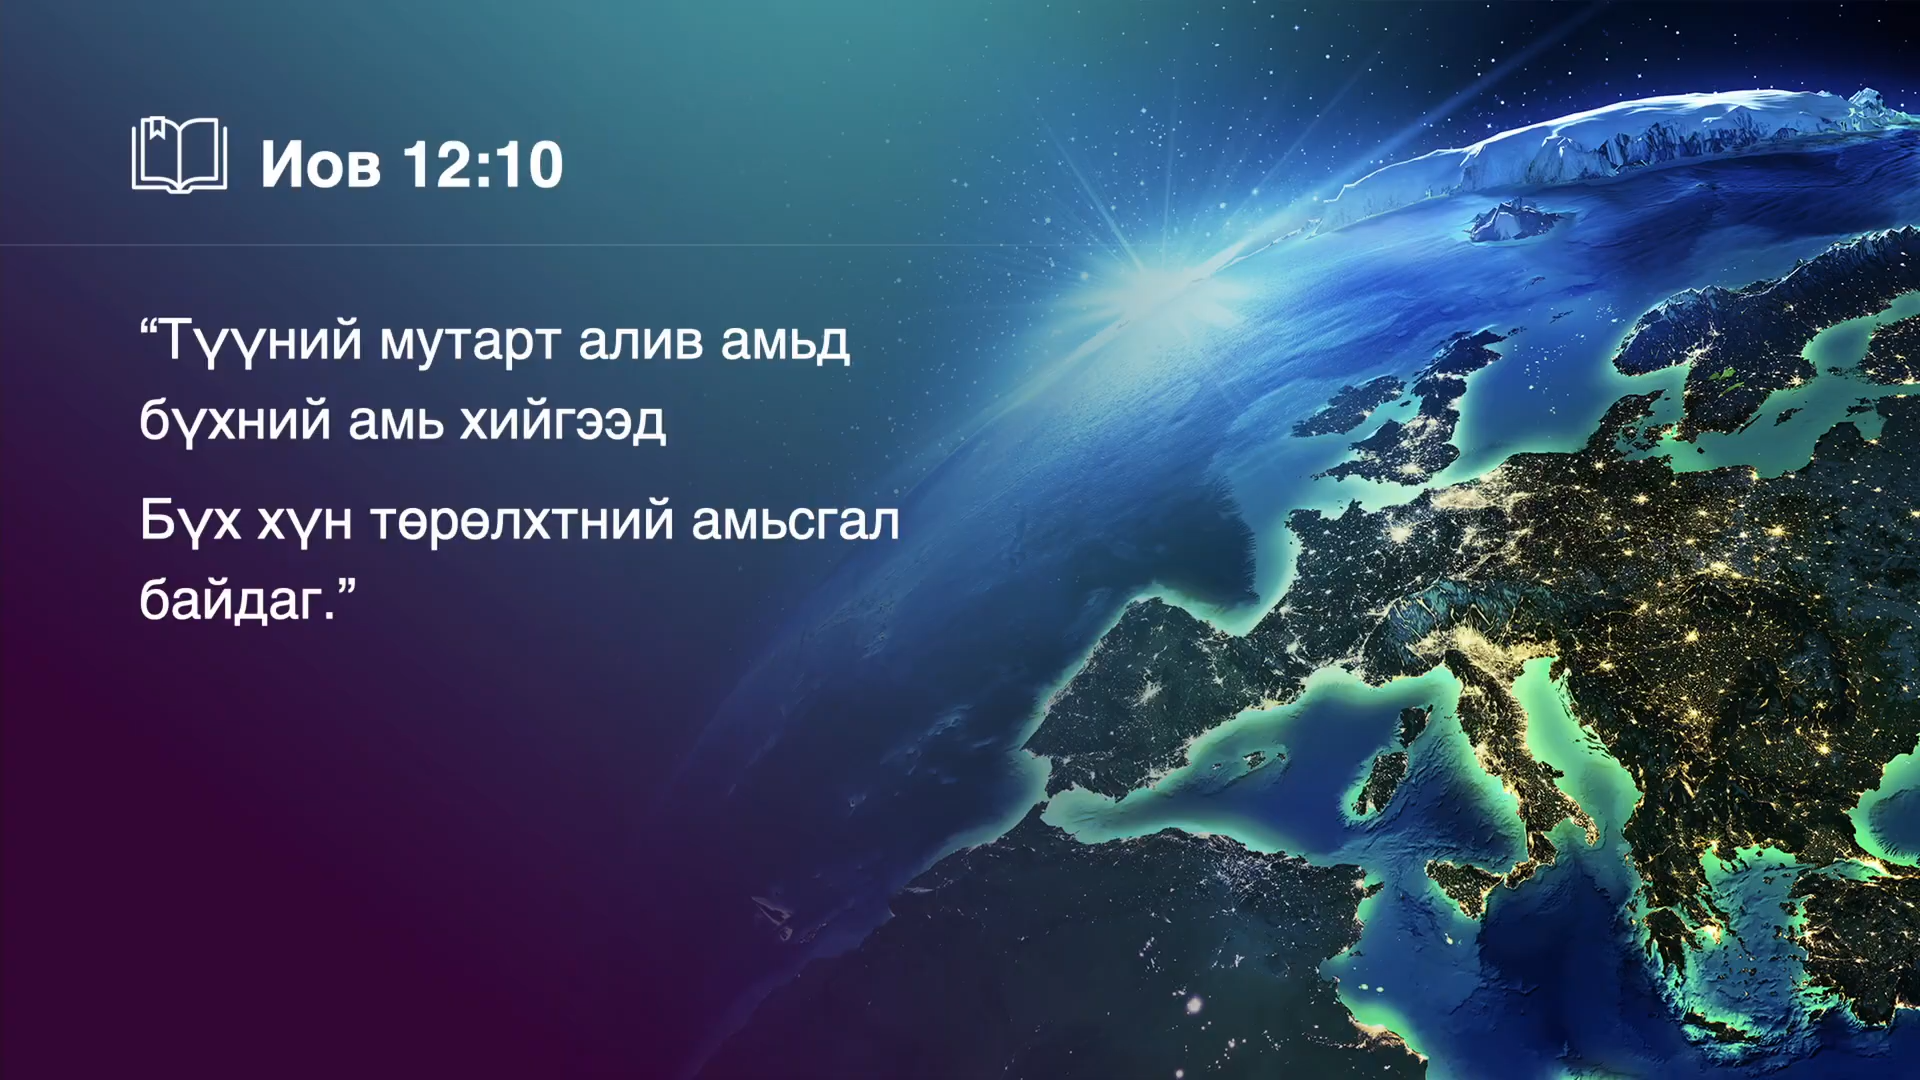 Иов 12:10
“Түүний мутарт алив амьд
бүхний амь хийгээд
Бүх хүн төрөлхтний амьсгал
байдаг.”